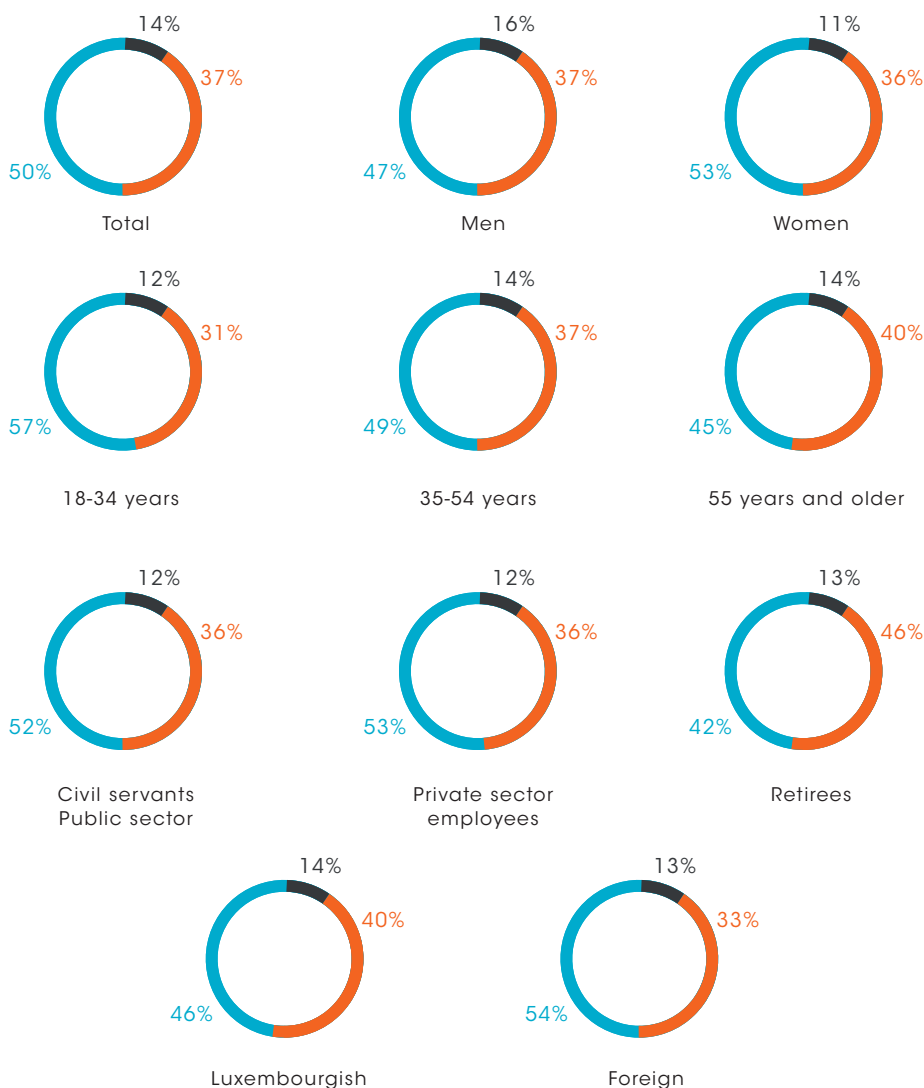 14%
37%
50%
Total
16%
37%
47%
Men
11%
36%
53%
Women
12%
31%
57%
18-34 years
14%
37%
49%
35-54 years
14%
40%
45%
55 years and older
12%
36%
52%
Civil servants
Public sector
12%
36%
53%
Private sector
employees
13%
46%
42%
Retirees
14%
40%
46%
Luxembourgish
13%
33%
54%
Foreign